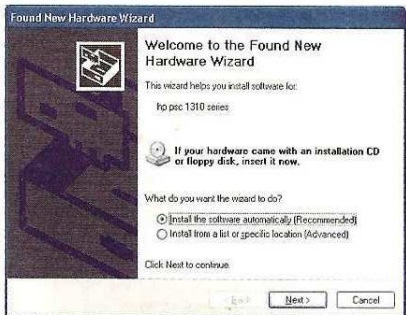 Found New Hardware Wizard
Welcome to the Found New
Hardware Wizard
This wizard helps you install software for:
hp psc 1310 series
If your hardware came with an installation CD
or floppy disk, insert it now.
What do you want the wizard to do?
Install the software automatically (Recommended)
Install from a list or specific location (Advanced)
Click Next to continue.
< Back Next > Cancel